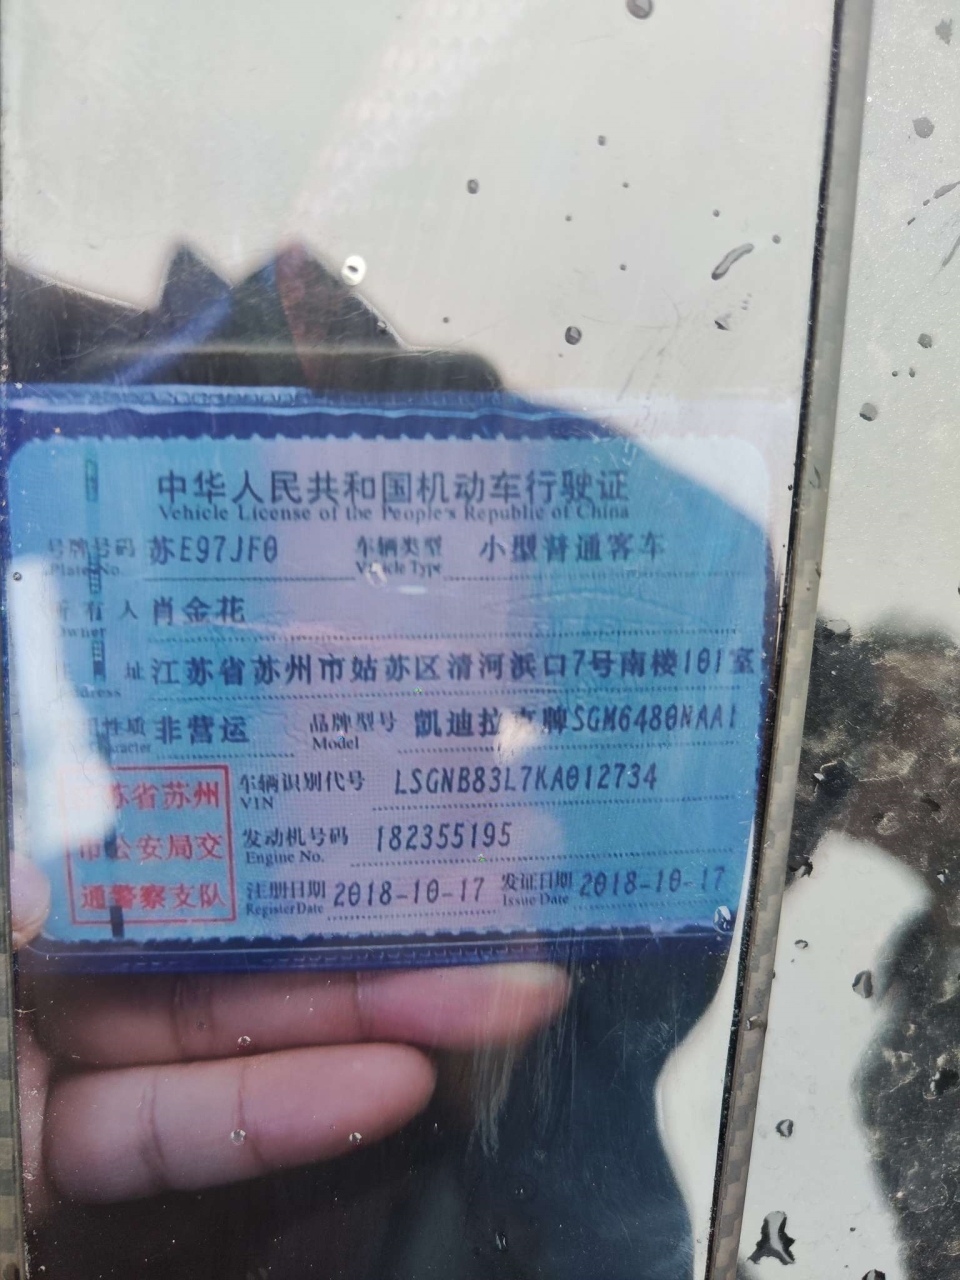 中华人民共和国机动车行驶证
Vehicle License of the People's Republic of China
号牌号码 苏E97JF0 车辆类型 小型普通客车
Plate No. Vehicle Type
所有人 肖金花
Owner
址 江苏省苏州市姑苏区清河浜口7号南楼101室
Address
性质 非营运 品牌型号 凯迪拉克牌SGM6480NAA1
Character Model
车辆识别代号 LSGNB83L7KA012734
VIN
发动机号码 182355195
Engine No.
注册日期 2018-10-17 发证日期 2018-10-17
Register Date Issue Date
苏省苏州
市公安局交
通警察支队